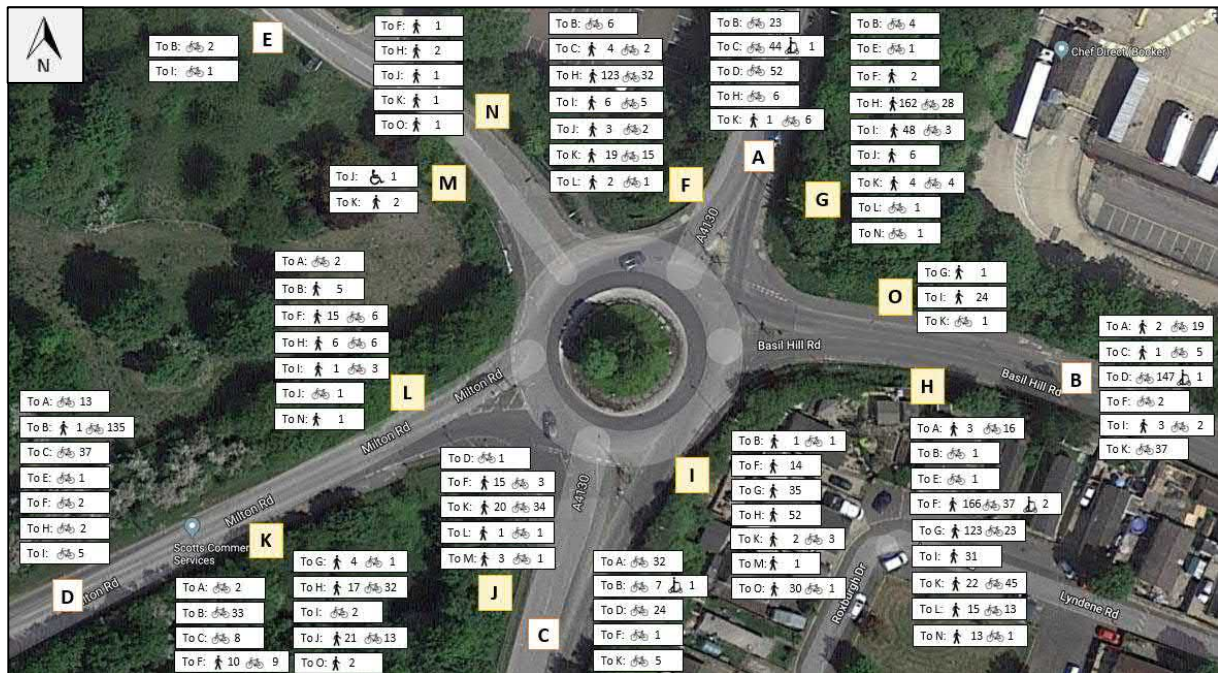 N
E
To B: 2
To I: 1
To F: 1
To H: 2
To J: 1
To K: 1
To O: 1
N
To B: 6
To C: 4 2
To H: 123 32
To I: 6 5
To J: 3 2
To K: 19 15
To L: 2 1
F
To B: 23
To C: 44 1
To D: 52
To H: 6
To K: 1 6
A
A4130
To B: 4
To E: 1
To F: 2
To H: 162 28
To I: 48 3
To J: 6
To K: 4 4
To L: 1
To N: 1
G
Chef Direct (Booker)
To J: 1
To K: 2
M
To A: 2
To B: 5
To F: 15 6
To H: 6 6
To I: 1 3
To J: 1
To N: 1
L
Milton Rd
Milton Rd
To G: 1
To I: 24
To K: 1
O
Basil Hill Rd
Basil Hill Rd
B
To A: 2 19
To C: 1 5
To D: 147 1
To F: 2
To I: 3 2
To K: 37
To A: 13
To B: 1 135
To C: 37
To E: 1
To F: 2
To H: 2
To I: 5
D
Milton Rd
Milton Rd
Scotts Comme
Services
K
To A: 2
To B: 33
To C: 8
To F: 10 9
To G: 4 1
To H: 17 32
To I: 2
To J: 21 13
To O: 2
To D: 1
To F: 15 3
To K: 20 34
To L: 1 1
To M: 3 1
J
A4130
C
To A: 32
To B: 7 1
To D: 24
To F: 1
To K: 5
I
To B: 1 1
To F: 14
To G: 35
To H: 52
To K: 2 3
To M: 1
To O: 30 1
H
To A: 3 16
To B: 1
To E: 1
To F: 166 37 2
To G: 123 23
To I: 31
To K: 22 45
To L: 15 13
To N: 13 1
Roxburgh Dr
Lyndene Rd